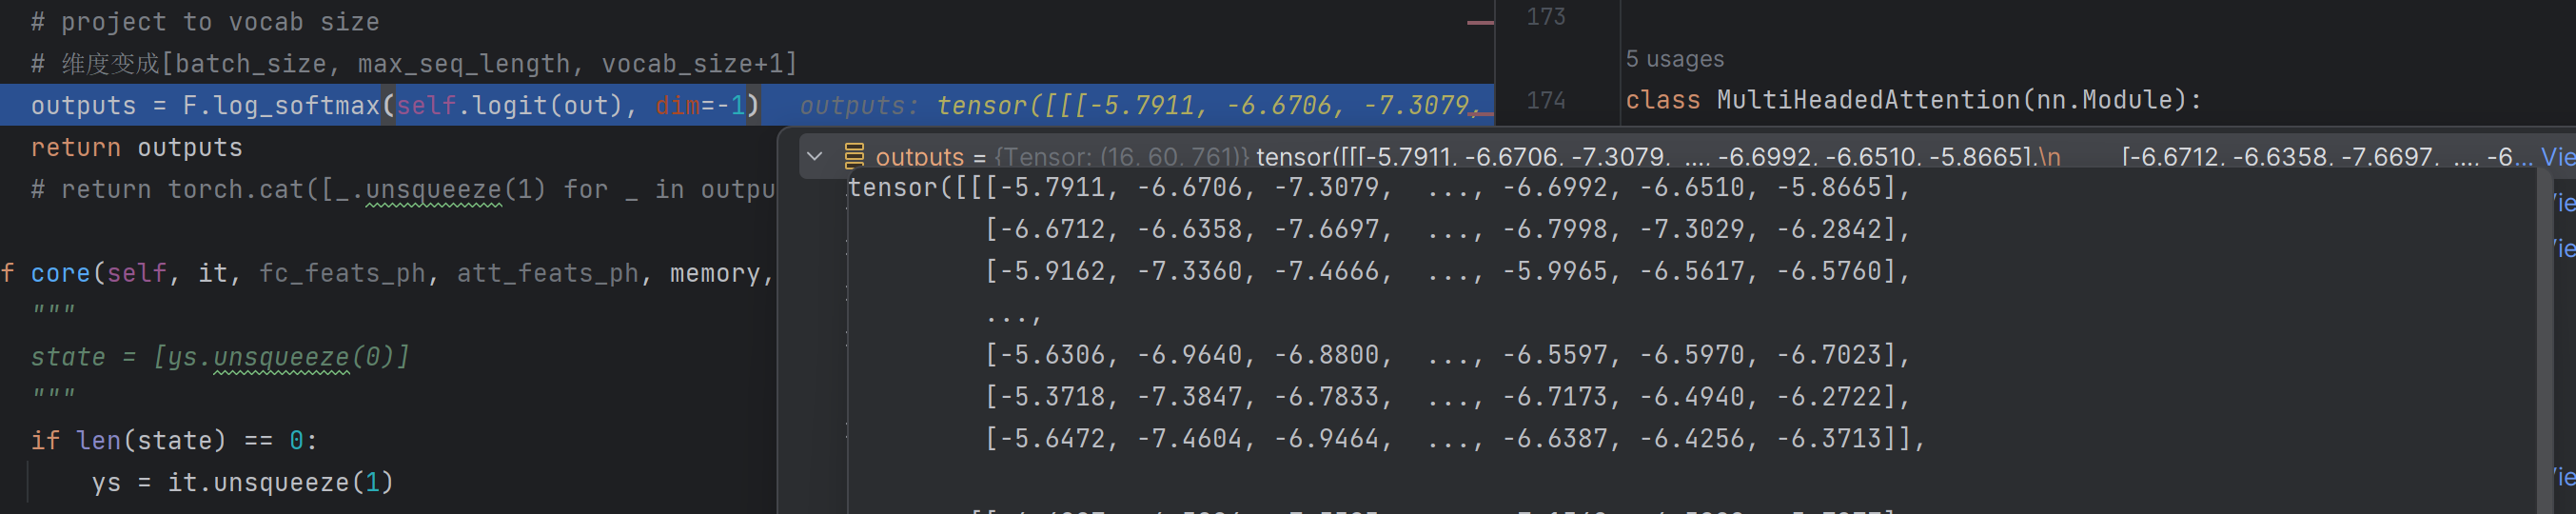 # project to vocab size
# 维度变成[batch_size, max_seq_length, vocab_size+1]
outputs = F.log_softmax(self.logit(out), dim=-1)   outputs: tensor([[[-5.7911, -6.6706, -7.3079,
return outputs
# return torch.cat([_.unsqueeze(1) for _ in outpu
f core(self, it, fc_feats_ph, att_feats_ph, memory,
"""
state = [ys.unsqueeze(0)]
"""
if len(state) == 0:
ys = it.unsqueeze(1)
173
5 usages
174 class MultiHeadedAttention(nn.Module):
outputs = {Tensor: (16, 60, 761)} tensor([[[-5.7911, -6.6706, -7.3079, ..., -6.6992, -6.6510, -5.8665],\n [-6.6712, -6.6358, -7.6697, ..., -6... Vie
tensor([[[-5.7911, -6.6706, -7.3079,  ..., -6.6992, -6.6510, -5.8665],
[-6.6712, -6.6358, -7.6697,  ..., -6.7998, -7.3029, -6.2842],
[-5.9162, -7.3360, -7.4666,  ..., -5.9965, -6.5617, -6.5760],
...,
[-5.6306, -6.9640, -6.8800,  ..., -6.5597, -6.5970, -6.7023],
[-5.3718, -7.3847, -6.7833,  ..., -6.7173, -6.4940, -6.2722],
[-5.6472, -7.4604, -6.9464,  ..., -6.6387, -6.4256, -6.3713]],